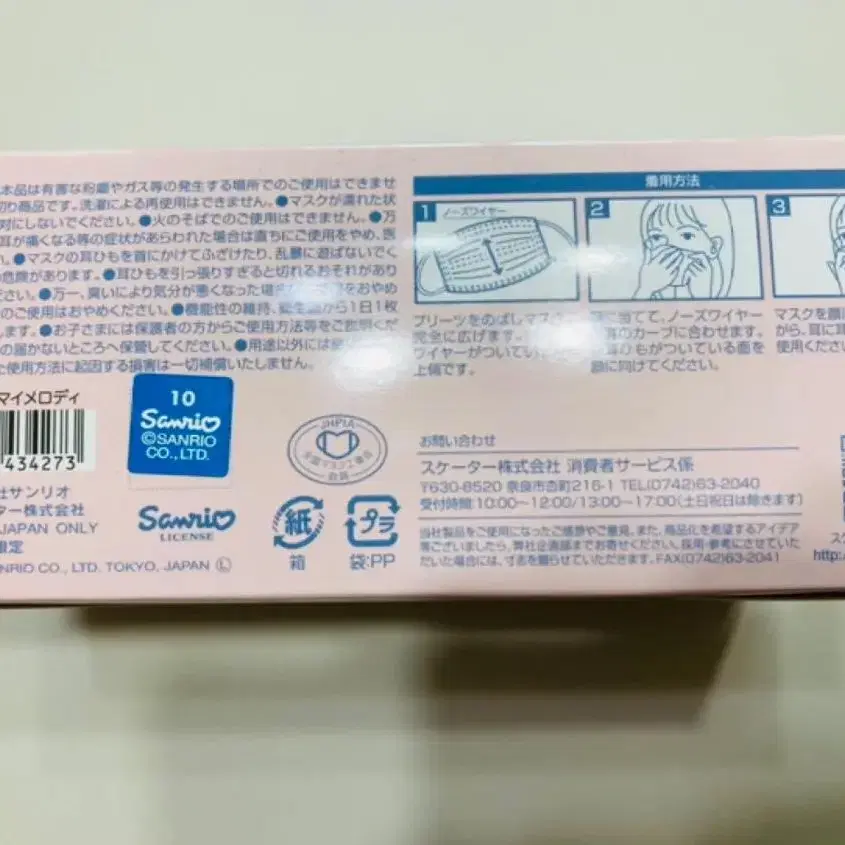 本品は有害な粉塵やガス等の発生する場所でのご使用はできませ
切り商品です。洗濯による再使用はできません。●マスクが濡れた状
対にしないでください。●火のそばでのご使用はできません。●万
耳が痛くなる等の症状があらわれた場合は直ちにご使用をやめ、医
い。●マスクの耳ひもを首にかけてふざけたり、乱暴に遊ばないでく
の危険があります。●耳ひもを引っ張りすぎると切れるおそれがあり
ださい。●万一、臭いにより気分が悪くなった場合
をおやめ
のご使用はおやめください。●機能性の維持、衛生面から1日1枚
します。●お子さまには保護者の方からご使用方法等をご説明くだ
の届かないところへ保管してください。●用途以外には
た使用方法に起因する損害は一切補償いたしません。
マイメロディ
434273
社サンリオ
ーター株式会社
JAPAN ONLY
限定
ANRIO CO., LTD. TOKYO, JAPAN Ⓛ
10
Sanrio
©SANRIO
CO., LTD.
Sanrio
LICENSE
JHPIA
全国マスク工業会
会員
紙
箱
プラ
袋:PP
着用方法
1 ノーズワイヤー
プリーツをのばしマスク
完全に広げます。
ワイヤーがついて
上側です。
2
に当てて、ノーズワイヤー
のカーブに合わせます。
耳ひもがついている面を
顔に向けてください。
3
マスクを顔
から、耳に
使用くださ
お問い合わせ
スケーター株式会社 消費者サービス係
〒630-8520 奈良市杏町216-1 TEL(0742)63-2040
受付時間:10:00~12:00/13:00~17:00(土日祝日は除きます)
当社製品をご使用になったご感想やご意見、また、商品化を希望するアイデア
等ございましたら、弊社企画部までお寄せください。採用・参考にさせていた
だいた場合には、寸志を贈らせていただきます。FAX(0742)63-2041
スケ
http:/